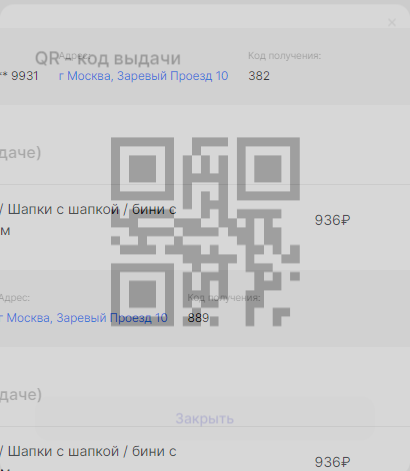 QR - код выдачи
Адрес:
Код получения:
** 9931 г Москва, Заревый Проезд 10 382
даче)
/ Шапки с шапкой / бини с
м
936₽
Адрес:
Код получения:
г Москва, Заревый Проезд 10 889
даче)
Закрыть
/ Шапки с шапкой / бини с
936₽